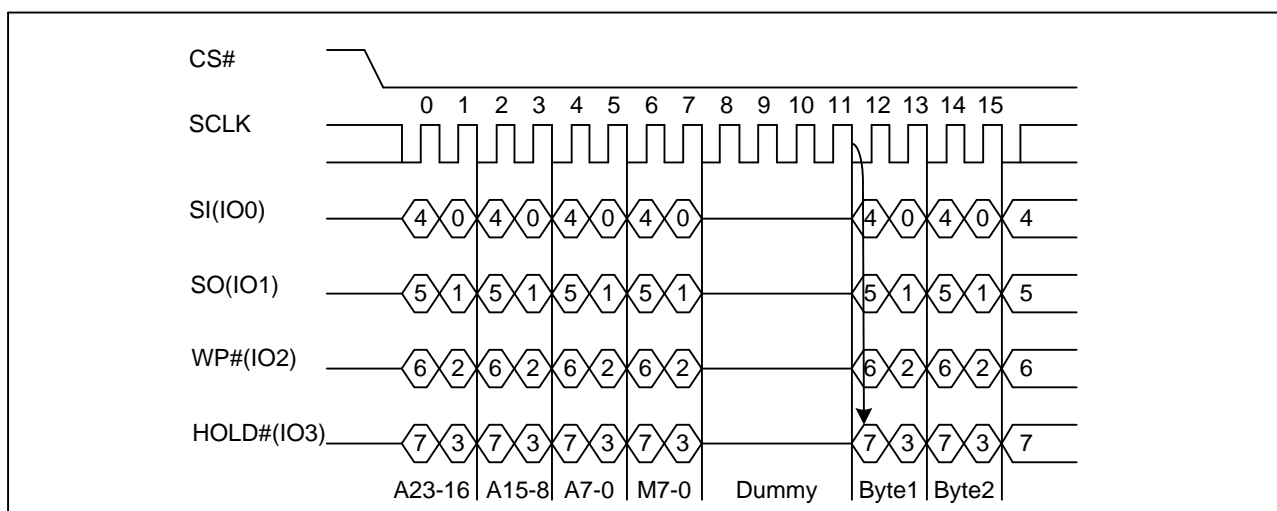 CS#
0 1 2 3 4 5 6 7 8 9 10 11 12 13 14 15
SCLK
SI(IO0) 4 0 4 0 4 0 4 0 4 0 4 0 4
SO(IO1) 5 1 5 1 5 1 5 1 5 1 5 1 5
WP#(IO2) 6 2 6 2 6 2 6 2 6 2 6 2 6
HOLD#(IO3) 7 3 7 3 7 3 7 3 7 3 7 3 7
A23-16 A15-8 A7-0 M7-0 Dummy Byte1 Byte2